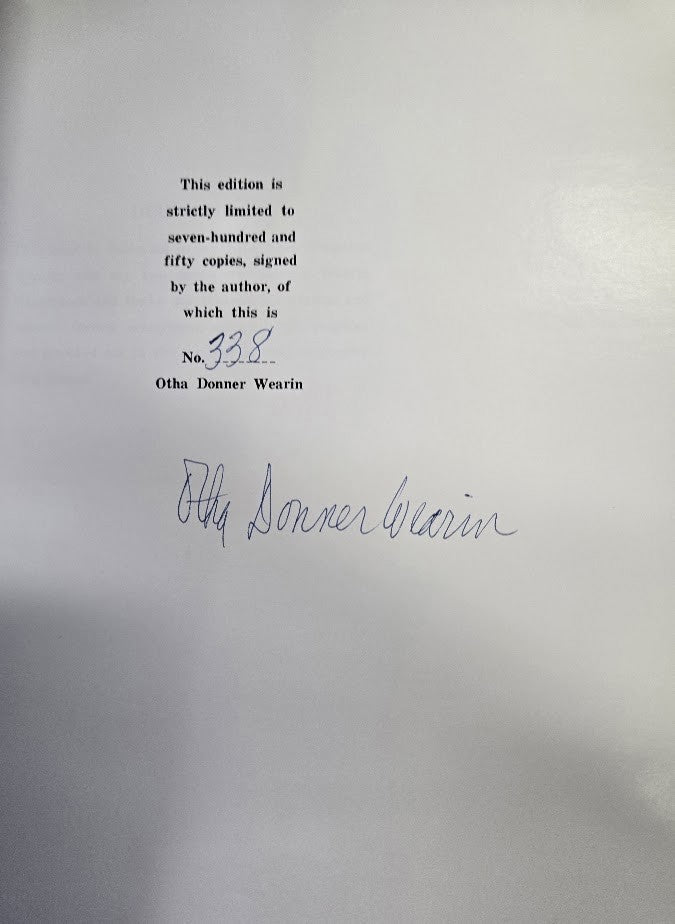 This edition is
strictly limited to
seven-hundred and
fifty copies, signed
by the author, of
which this is
No. 338
Otha Donner Wearin
Otha Donner Wearin